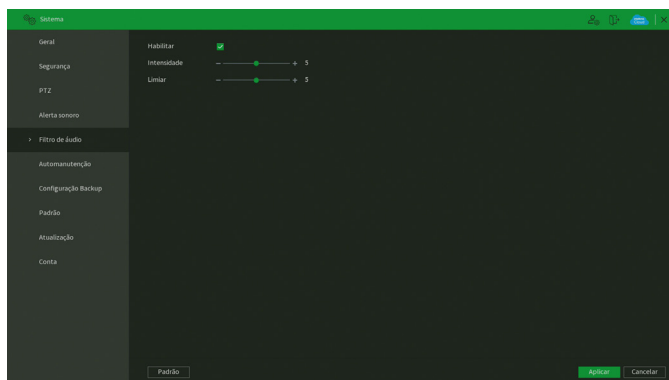 Sistema
Geral
Segurança
PTZ
Alerta sonoro
Filtro de áudio
Automanutenção
Configuração Backup
Padrão
Atualização
Conta
Habilitar
Intensidade - + 5
Limiar - + 5
Padrão
Aplicar
Cancelar